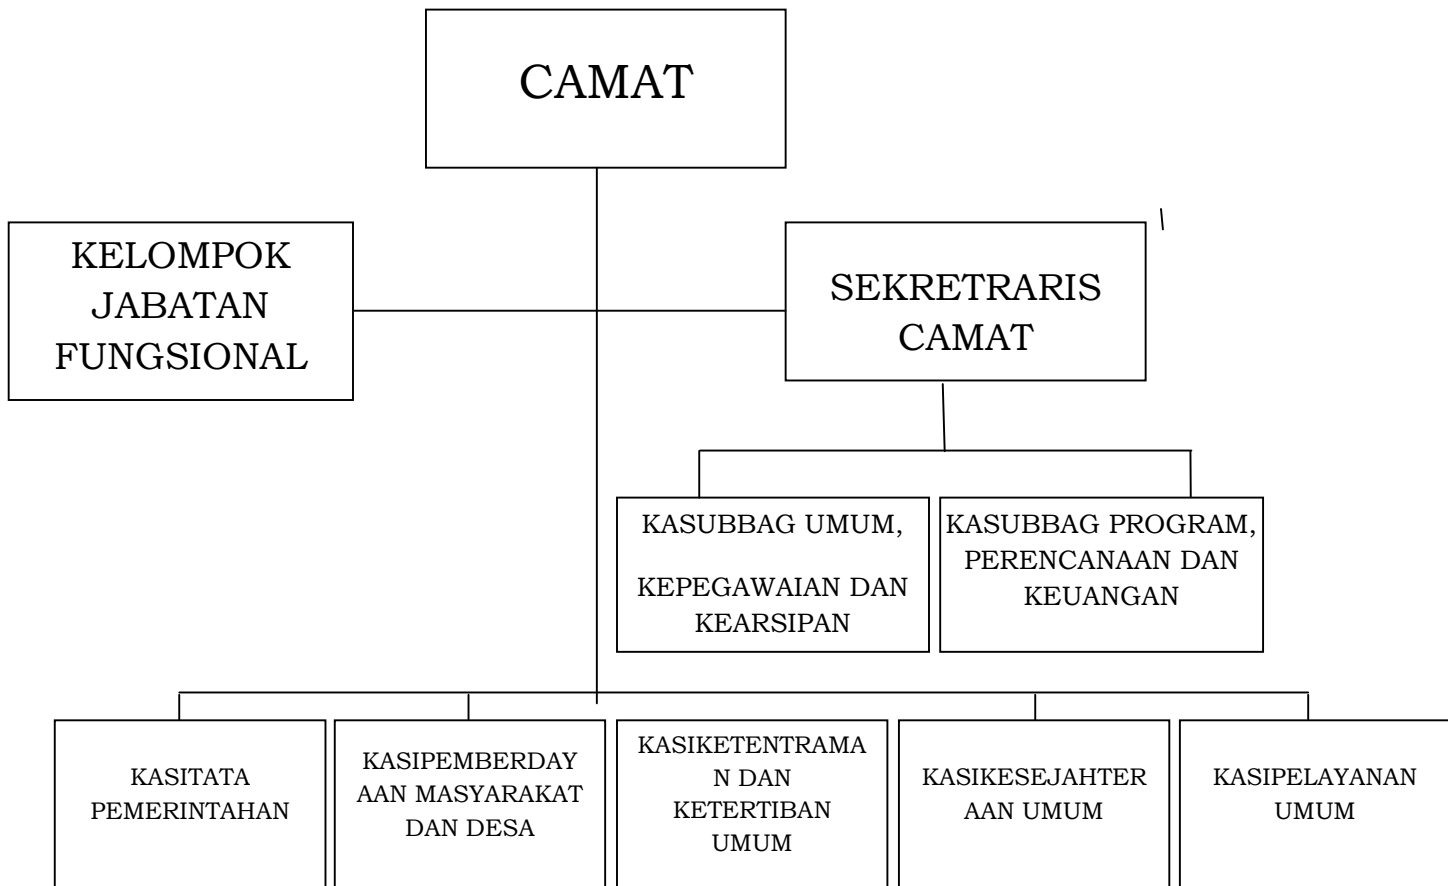 CAMAT
KELOMPOK
JABATAN
FUNGSIONAL
SEKRETRARIS
CAMAT
KASUBBAG UMUM,
KEPEGAWAIAN DAN
KEARSIPAN
KASUBBAG PROGRAM,
PERENCANAAN DAN
KEUANGAN
KASITATA
PEMERINTAHAN
KASIPEMBERDAY
AAN MASYARAKAT
DAN DESA
KASIKETENTRAMA
N DAN
KETERTIBAN
UMUM
KASIKESEJAHTER
AAN UMUM
KASIPELAYANAN
UMUM